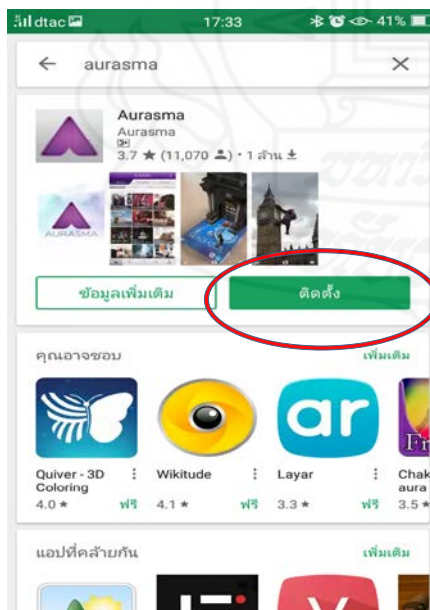 dtac
17:33
41%
aurasma
Aurasma
Aurasma
3+
3.7 ★ (11,070 ) • 1 ล้าน
AURASMA
ข้อมูลเพิ่มเติม
ติดตั้ง
คุณอาจชอบ
เพิ่มเติม
ar
Fr
Quiver - 3D
Coloring
4.0 ★
ฟรี
Wikitude
4.1 ★
ฟรี
Layar
3.3 ★
ฟรี
Chak
aura
3.5 ★
แอปที่คล้ายกัน
เพิ่มเติม